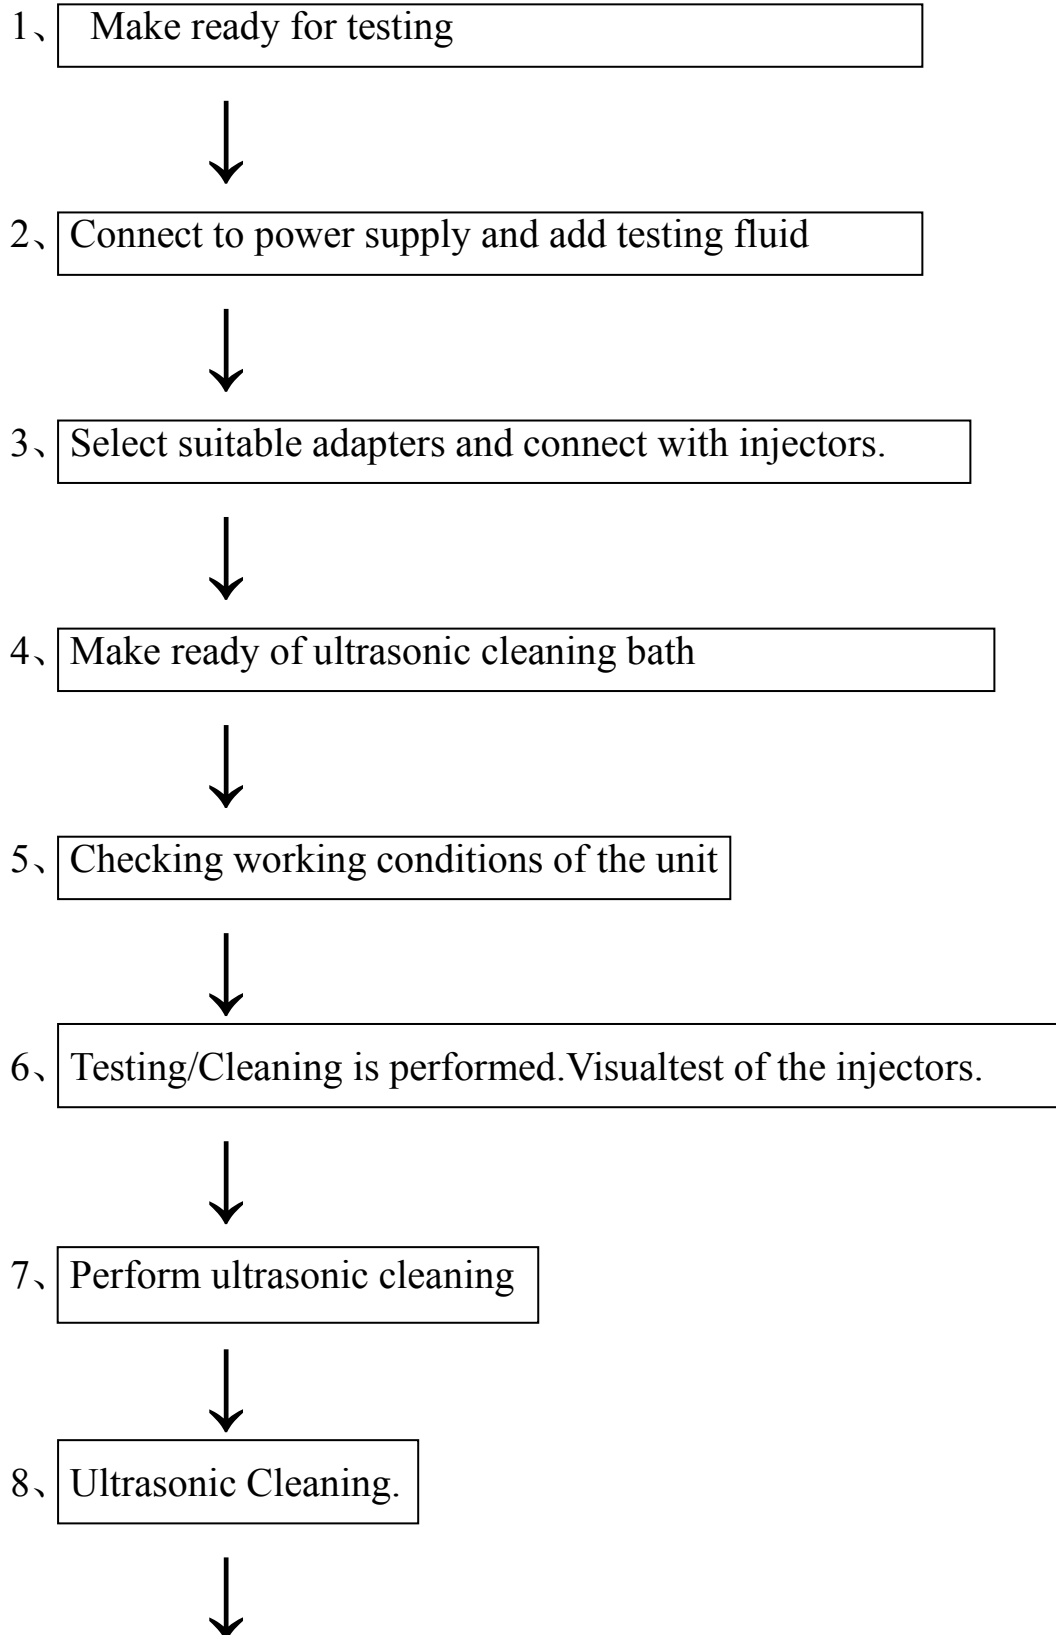 1、 Make ready for testing
2、 Connect to power supply and add testing fluid
3、 Select suitable adapters and connect with injectors.
4、 Make ready of ultrasonic cleaning bath
5、 Checking working conditions of the unit
6、 Testing/Cleaning is performed.Visualtest of the injectors.
7、 Perform ultrasonic cleaning
8、 Ultrasonic Cleaning.